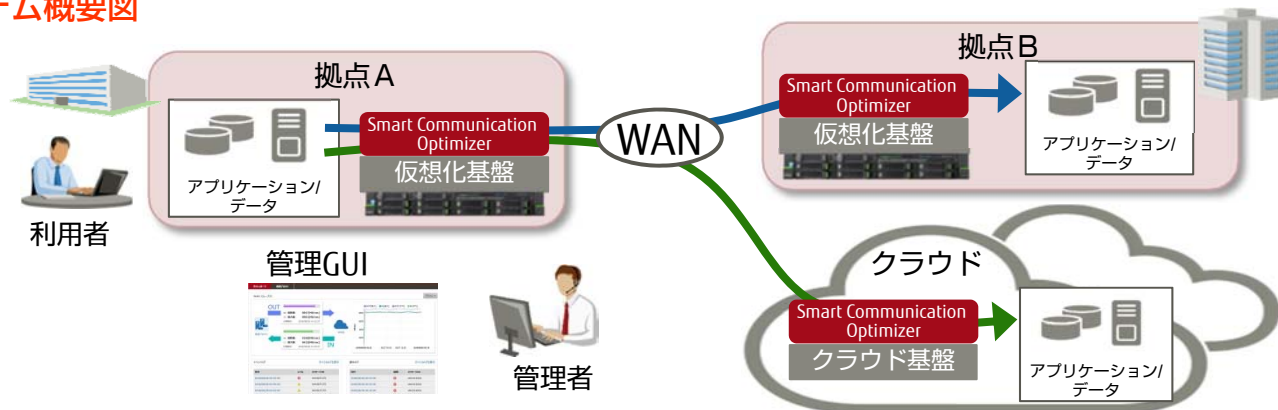 ム概要図
拠点A
Smart Communication
Optimizer
仮想化基盤
アプリケーション/
データ
利用者
WAN
拠点B
Smart Communication
Optimizer
仮想化基盤
アプリケーション/
データ
管理GUI
OUT
IN
管理者
クラウド
Smart Communication
Optimizer
クラウド基盤
アプリケーション/
データ